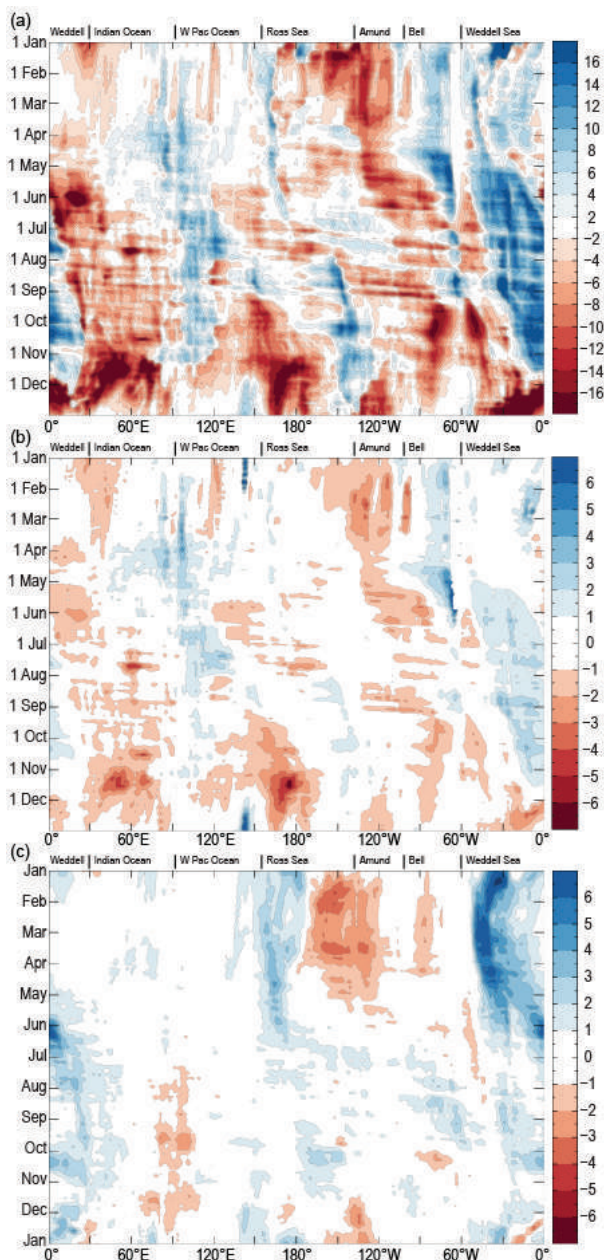 (a)
Weddell | Indian Ocean | W Pac Ocean | Ross Sea | Amund | Bell | Weddell Sea
1 Jan
1 Feb
1 Mar
1 Apr
1 May
1 Jun
1 Jul
1 Aug
1 Sep
1 Oct
1 Nov
1 Dec
0° 60°E 120°E 180° 120°W 60°W 0°
16
14
12
10
8
6
4
2
0
-2
-4
-6
-8
-10
-12
-14
-16
(b)
Weddell | Indian Ocean | W Pac Ocean | Ross Sea | Amund | Bell | Weddell Sea
1 Jan
1 Feb
1 Mar
1 Apr
1 May
1 Jun
1 Jul
1 Aug
1 Sep
1 Oct
1 Nov
1 Dec
0° 60°E 120°E 180° 120°W 60°W 0°
6
5
4
3
2
1
0
-1
-2
-3
-4
-5
-6
(c)
Weddell | Indian Ocean | W Pac Ocean | Ross Sea | Amund | Bell | Weddell Sea
Jan
Feb
Mar
Apr
May
Jun
Jul
Aug
Sep
Oct
Nov
Dec
Jan
0° 60°E 120°E 180° 120°W 60°W 0°
6
5
4
3
2
1
0
-1
-2
-3
-4
-5
-6